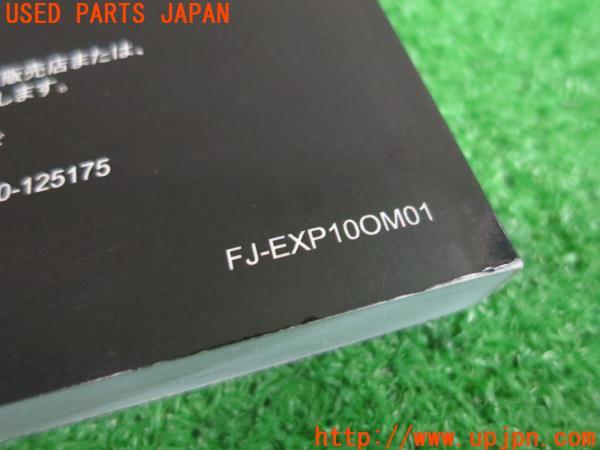 USED PARTS JAPAN
販売店または、
します。
0-125175
FJ-EXP10OM01
http://www.upjpn.com/